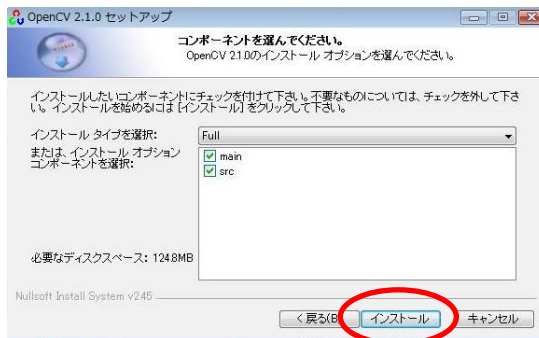 OpenCV 2.1.0 セットアップ
コンポーネントを選んでください。
OpenCV 2.1.0のインストール オプションを選んでください。
インストールしたいコンポーネントにチェックを付けて下さい。不要なものについては、チェックを外して下さ
い。インストールを始めるには [インストール] をクリックして下さい。
インストール タイプを選択:
Full
または、インストール オプション
コンポーネントを選択:
main
src
必要なディスクスペース: 124.8MB
Nullsoft Install System v2.45
< 戻る(B
インストール
キャンセル